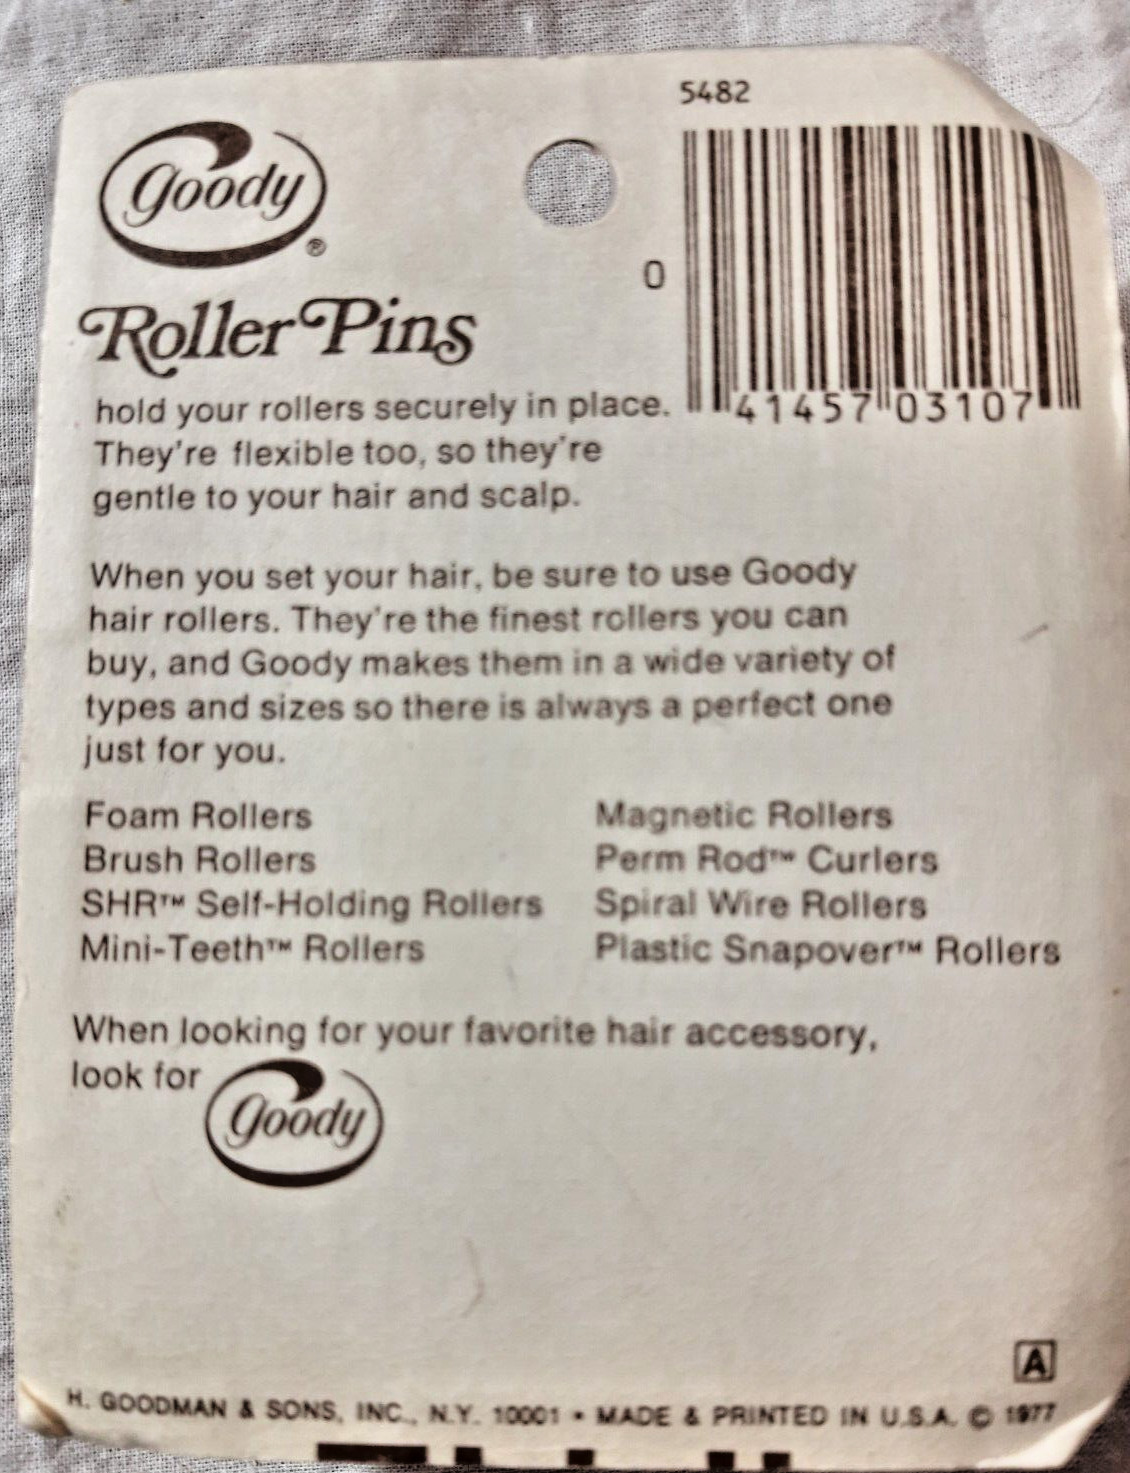 5482
Goody®
0
41457 03107
Roller Pins
hold your rollers securely in place.
They're flexible too, so they're
gentle to your hair and scalp.
When you set your hair, be sure to use Goody
hair rollers. They're the finest rollers you can
buy, and Goody makes them in a wide variety of
types and sizes so there is always a perfect one
just for you.
Foam Rollers
Brush Rollers
SHR™ Self-Holding Rollers
Mini-Teeth™ Rollers
Magnetic Rollers
Perm Rod™ Curlers
Spiral Wire Rollers
Plastic Snapover™ Rollers
When looking for your favorite hair accessory,
look for Goody
A
H. GOODMAN & SONS, INC., N.Y. 10001 • MADE & PRINTED IN U.S.A. © 1977